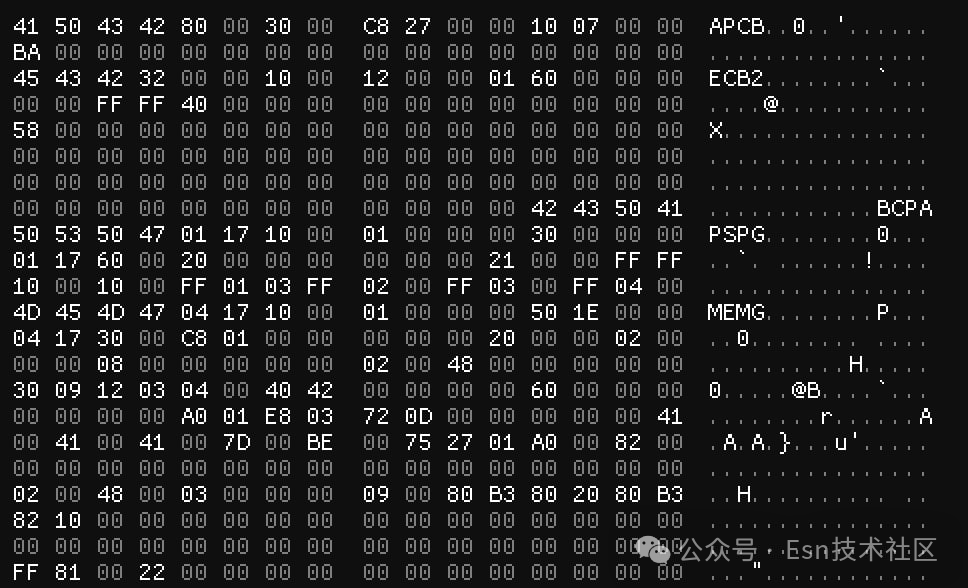 41 50 43 42 80 00 30 00 C8 27 00 00 10 07 00 00 APCB..0..'......
BA 00 00 00 00 00 00 00 00 00 00 00 00 00 00 00 ................
45 43 42 32 00 00 10 00 12 00 00 01 60 00 00 00 ECB2........`...
00 00 FF FF 40 00 00 00 00 00 00 00 00 00 00 00 ....@...........
58 00 00 00 00 00 00 00 00 00 00 00 00 00 00 00 X...............
00 00 00 00 00 00 00 00 00 00 00 00 00 00 00 00 ................
00 00 00 00 00 00 00 00 00 00 00 00 00 00 00 00 ................
00 00 00 00 00 00 00 00 00 00 00 00 42 43 50 41 ............BCPA
50 53 50 47 01 17 10 00 01 00 00 00 30 00 00 00 PSPG........0...
01 17 60 00 20 00 00 00 00 00 00 21 00 00 FF FF ..`. ......!....
10 00 10 00 FF 01 03 FF 02 00 FF 03 00 FF 04 00 ................
4D 45 4D 47 04 17 10 00 01 00 00 00 50 1E 00 00 MEMG........P...
04 17 30 00 C8 01 00 00 00 00 00 20 00 00 02 00 ..0........ ....
00 00 08 00 00 00 00 00 02 00 48 00 00 00 00 00 ..........H.....
30 09 12 03 04 00 40 42 00 00 00 00 60 00 00 00 0.....@B....`...
00 00 00 00 A0 01 E8 03 72 0D 00 00 00 00 00 41 ........r......A
00 41 00 41 00 7D 00 BE 00 75 27 01 A0 00 82 00 .A.A.}...u'.....
00 00 00 00 00 00 00 00 00 00 00 00 00 00 00 00 ................
02 00 48 00 03 00 00 00 09 00 80 B3 80 20 80 B3 ..H.......... ..
82 10 00 00 00 00 00 00 00 00 00 00 00 00 00 00 ................
00 00 00 00 00 00 00 00 00 00 00 00 00 00 00 00 ................
公众号 · Esn技术社区
FF 81 00 22 00 00 00 00 00 00 00 00 00 00 00 00 ..."............